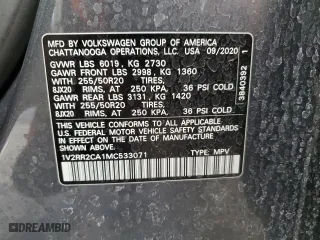 MFD. BY VOLKSWAGEN GROUP OF AMERICA
CHATTANOOGA OPERATIONS, LLC. USA 09/2020
GVWR LBS 6019, KG 2730
GAWR FRONT LBS 2998, KG 1360
WITH 255/50R20 TIRES,
8JX20 RIMS, AT 250 KPA, 36 PSI COLD
GAWR REAR LBS 3131, KG 1420
WITH 255/50R20 TIRES,
8JX20 RIMS, AT 250 KPA, 36 PSI COLD
THIS VEHICLE CONFORMS TO ALL APPLICABLE
FEDERAL MOTOR VEHICLE SAFETY AND THEFT
PREVENTION STANDARDS IN EFFECT ON THE DATE
OF MANUFACTURE SHOWN ABOVE.
1V2RR2CA1MC533071 TYPE: MPV
3840392 1